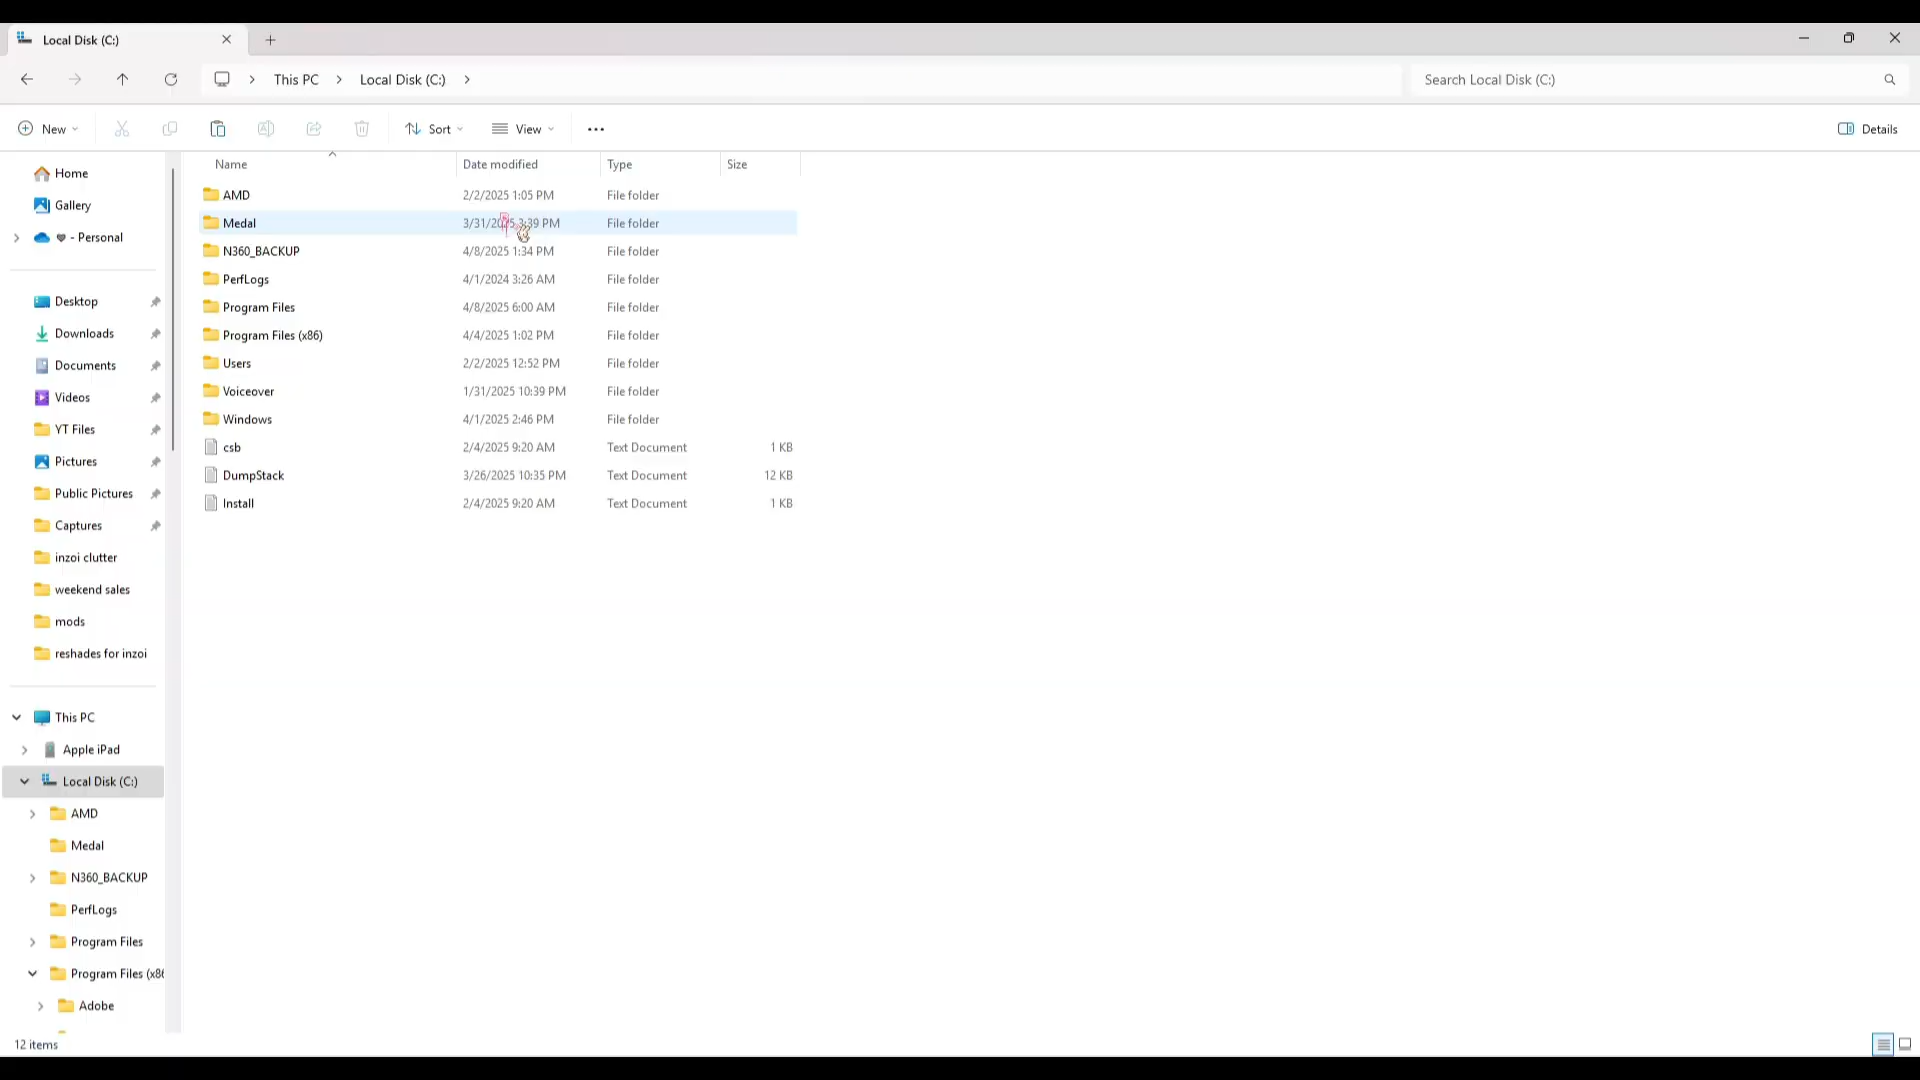 Local Disk (C:)
This PC > Local Disk (C:) >
Search Local Disk (C:)
New
Sort
View
Details
Name Date modified Type Size
AMD 2/2/2025 1:05 PM File folder
Medal 3/31/2025 3:39 PM File folder
N360_BACKUP 4/8/2025 1:34 PM File folder
PerfLogs 4/1/2024 3:26 AM File folder
Program Files 4/8/2025 6:00 AM File folder
Program Files (x86) 4/4/2025 1:02 PM File folder
Users 2/2/2025 12:52 PM File folder
Voiceover 1/31/2025 10:39 PM File folder
Windows 4/1/2025 2:46 PM File folder
csb 2/4/2025 9:20 AM Text Document 1 KB
DumpStack 3/26/2025 10:35 PM Text Document 12 KB
Install 2/4/2025 9:20 AM Text Document 1 KB
Home
Gallery
- Personal
Desktop
Downloads
Documents
Videos
YT Files
Pictures
Public Pictures
Captures
inzoi clutter
weekend sales
mods
reshades for inzoi
This PC
Apple iPad
Local Disk (C:)
AMD
Medal
N360_BACKUP
PerfLogs
Program Files
Program Files (x86
Adobe
12 items